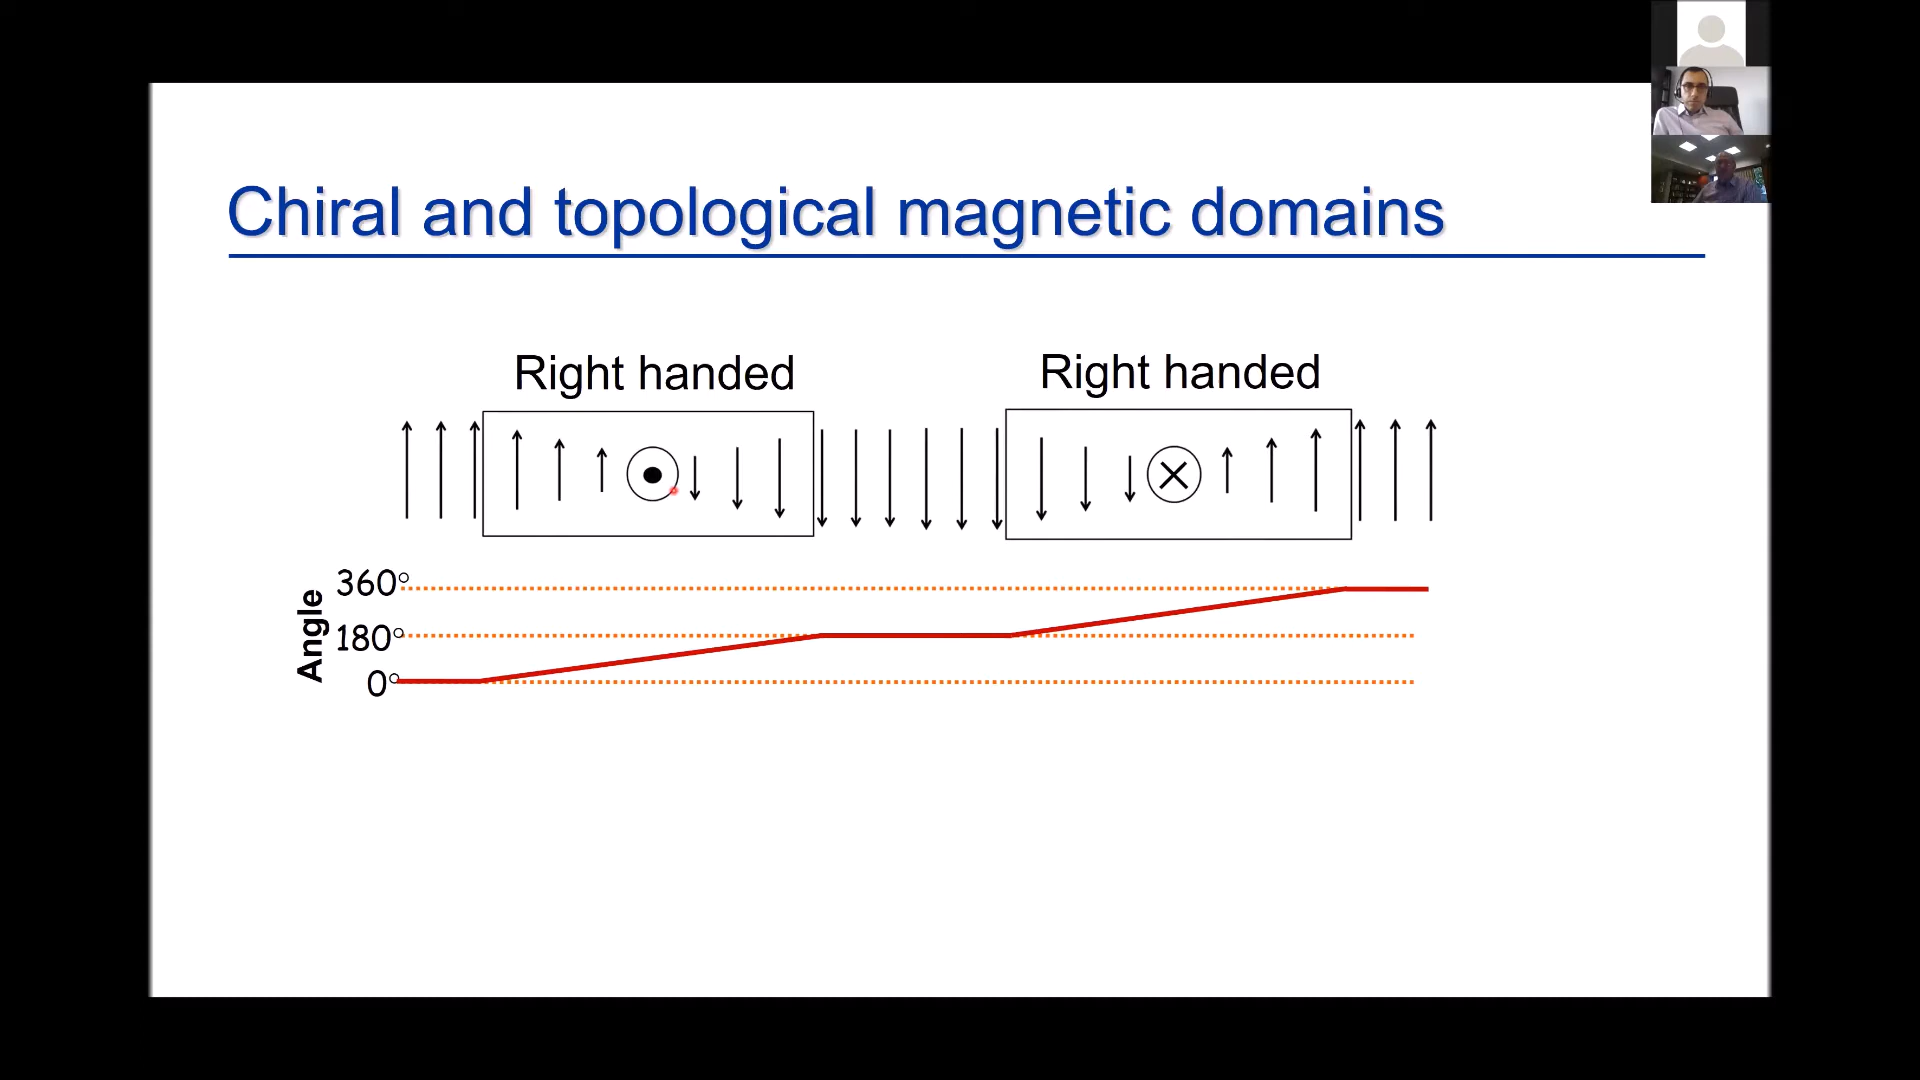 Chiral and topological magnetic domains
Right handed
Right handed
Angle
360°
180°
0°